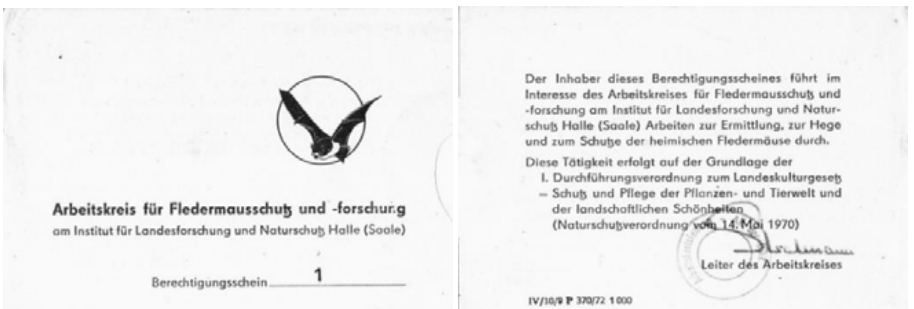 Arbeitskreis für Fledermausschutz und -forschung
am Institut für Landesforschung und Naturschutz Halle (Saale)
Berechtigungsschein 1
Der Inhaber dieses Berechtigungsscheines führt im
Interesse des Arbeitskreises für Fledermausschutz und
-forschung am Institut für Landesforschung und Natur-
schutz Halle (Saale) Arbeiten zur Ermittlung, zur Hege
und zum Schutze der heimischen Fledermäuse durch.
Diese Tätigkeit erfolgt auf der Grundlage der
I. Durchführungsverordnung zum Landeskulturgesetz
– Schutz und Pflege der Pflanzen- und Tierwelt und
der landschaftlichen Schönheiten
(Naturschutzverordnung vom 14. Mai 1970)
Leiter des Arbeitskreises
IV/10/9 P 370/72 1 000